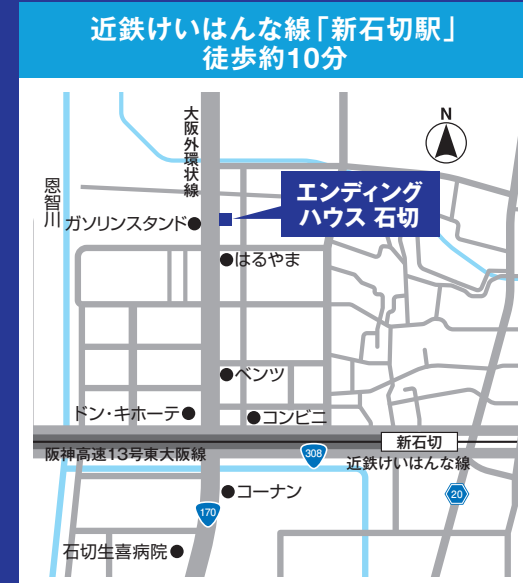 近鉄けいはんな線「新石切駅」
徒歩約10分
大阪外環状線
N
恩智川
エンディング
ハウス 石切
ガソリンスタンド
はるやま
ベンツ
ドン・キホーテ
コンビニ
新石切
阪神高速13号東大阪線
308
近鉄けいはんな線
コーナン
20
170
石切生喜病院